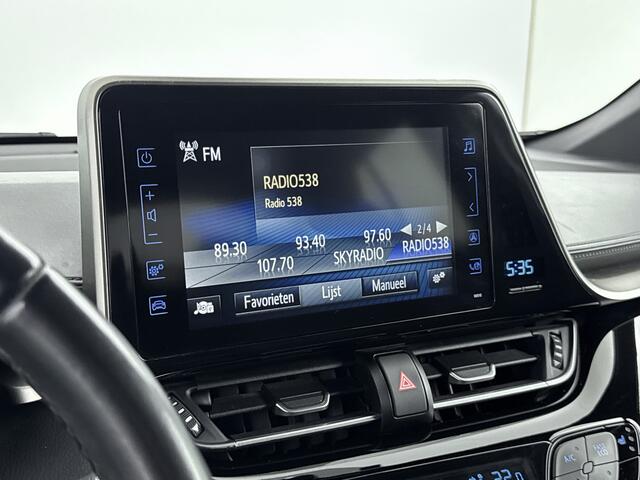 FM
RADIO538
Radio 538
2/4
89.30 93.40 97.60 RADIO538
107.70 SKYRADIO
Favorieten Lijst Manueel
5:35
A/C